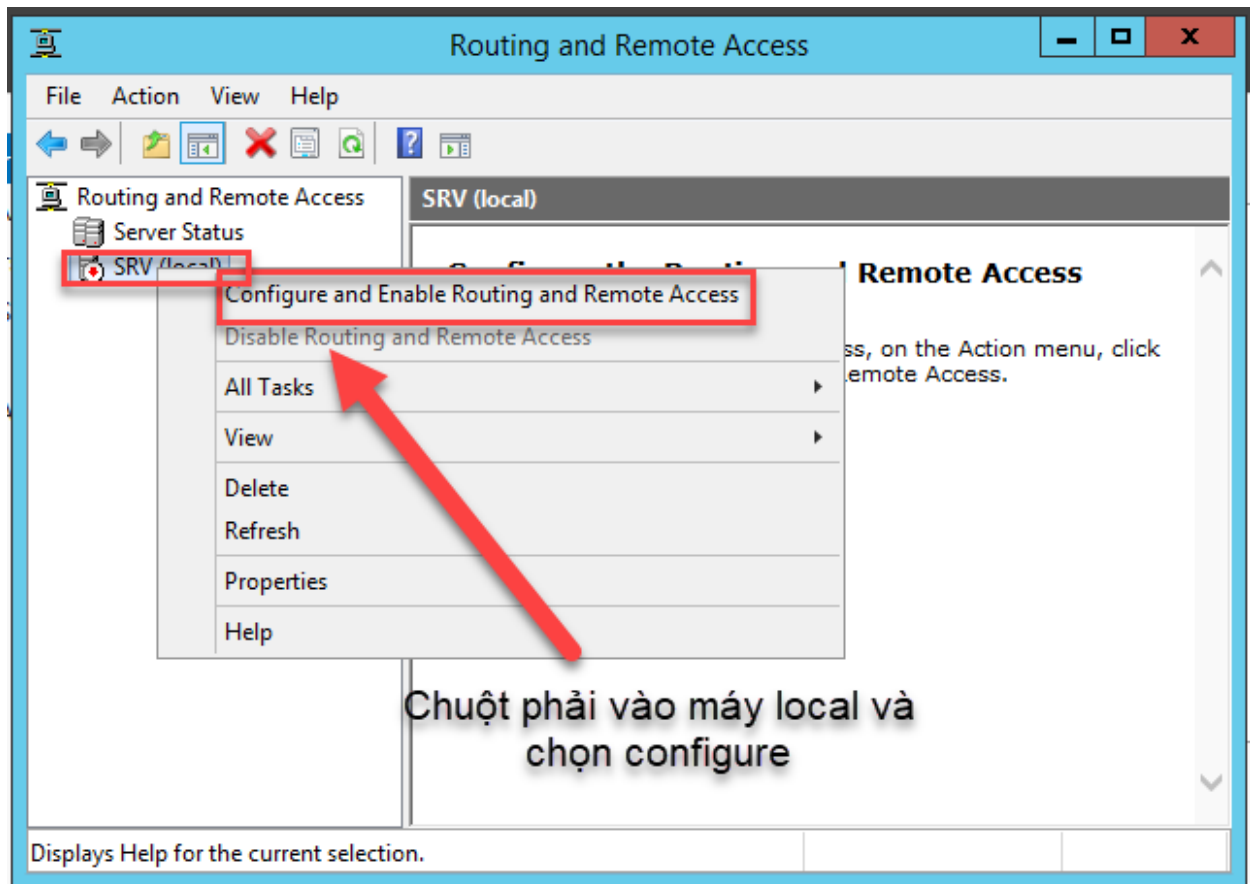 Routing and Remote Access
File Action View Help
Routing and Remote Access
SRV (local)
Server Status
SRV (local)
Remote Access
Configure and Enable Routing and Remote Access
Disable Routing and Remote Access
ss, on the Action menu, click
emote Access.
All Tasks
View
Delete
Refresh
Properties
Help
Chuột phải vào máy local và
chọn configure
Displays Help for the current selection.